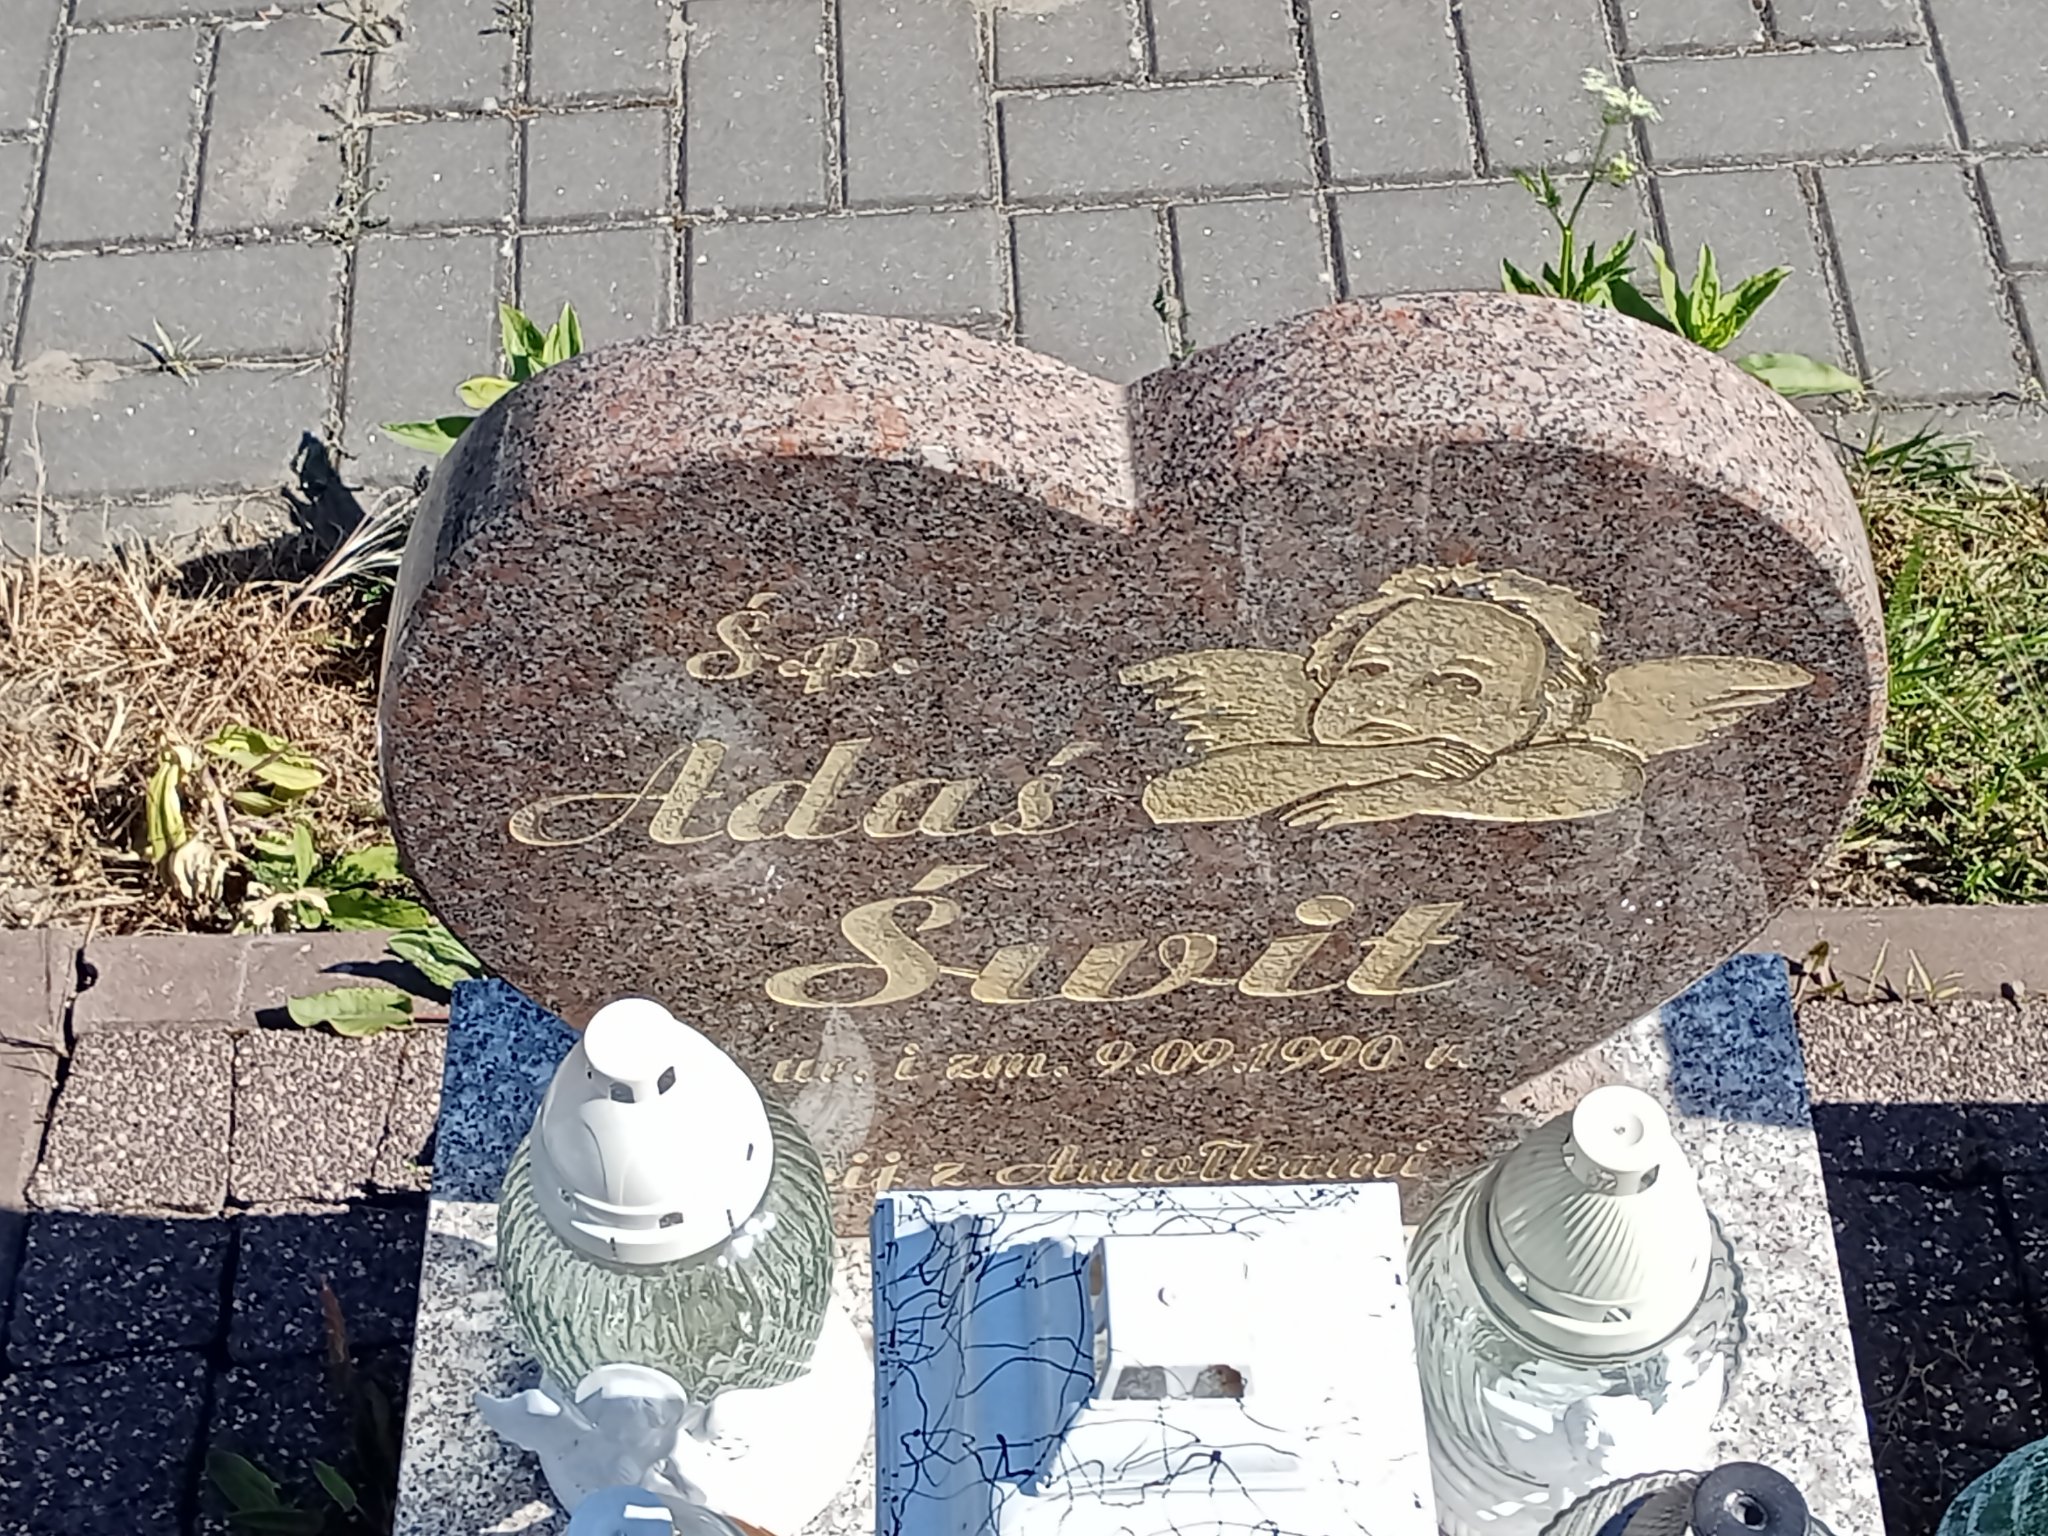 Ś.p.
Adaś
Świt
ur. i zm. 9.09.1990 r.
z Aniołkami